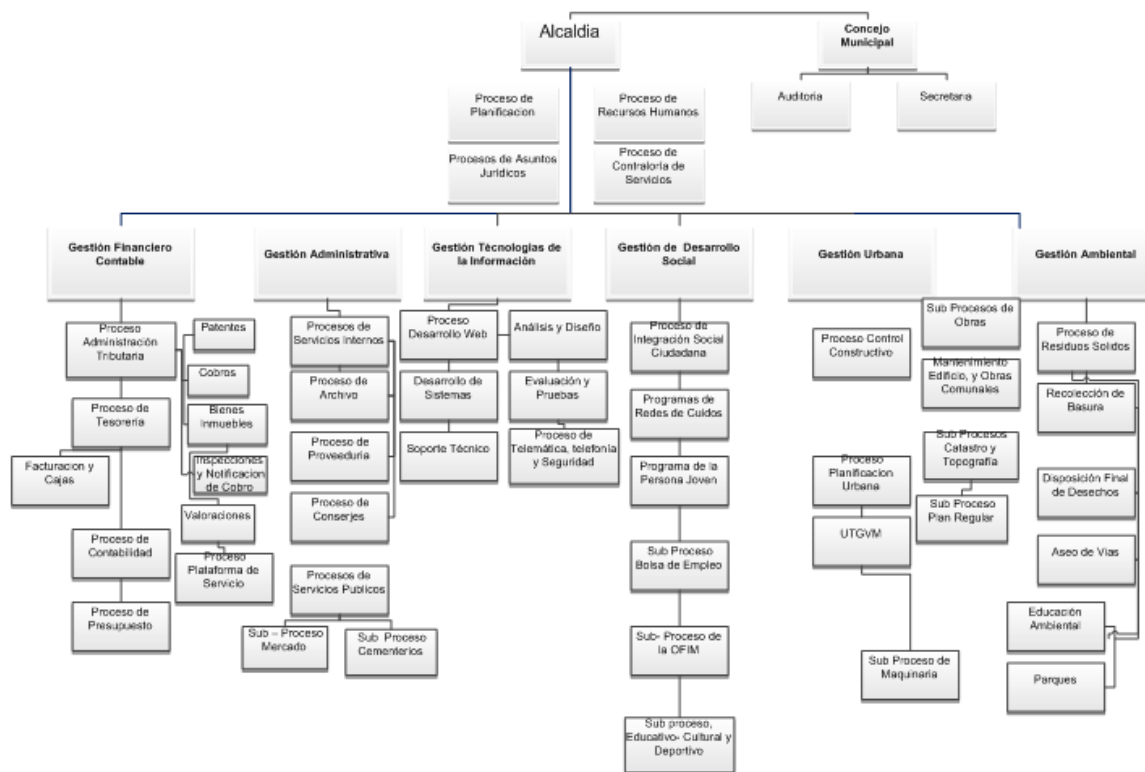 Alcaldia
Concejo
Municipal
Auditoria
Secretaria
Proceso de
Planificacion
Proceso de
Recursos Humanos
Procesos de Asuntos
Jurídicos
Proceso de
Contraloría de
Servicios
Gestión Financiero
Contable
Gestión Administrativa
Gestión Técnologias de
la Información
Gestión de Desarrollo
Social
Gestión Urbana
Gestión Ambiental
Proceso
Administración
Tributaria
Patentes
Cobros
Bienes
Inmuebles
Inspecciones
y Notificacion
de Cobro
Valoraciones
Proceso
Plataforma de
Servicio
Proceso de
Tesorería
Facturacion y
Cajas
Proceso de
Contabilidad
Proceso de
Presupuesto
Procesos de
Servicios Internos
Proceso de
Archivo
Proceso de
Proveeduria
Proceso de
Conserjes
Procesos de
Servicios Publicos
Sub – Proceso
Mercado
Sub Proceso
Cementerios
Proceso
Desarrollo Web
Análisis y Diseño
Desarrollo de
Sistemas
Evaluación y
Pruebas
Soporte Técnico
Proceso de
Telemática, telefonía
y Seguridad
Proceso de
Integración Social
Ciudadana
Programas de
Redes de Cuidos
Programa de la
Persona Joven
Sub Proceso
Bolsa de Empleo
Sub- Proceso de
la OFIM
Sub proceso,
Educativo- Cultural y
Deportivo
Proceso Control
Constructivo
Sub Procesos de
Obras
Mantenimiento
Edificio, y Obras
Comunales
Proceso
Planificacion
Urbana
Sub Procesos
Catastro y
Topografía
Sub Proceso
Plan Regular
UTGVM
Sub Proceso de
Maquinaria
Proceso de
Residuos Solidos
Recolección de
Basura
Disposición Final
de Desechos
Aseo de Vías
Educación
Ambiental
Parques